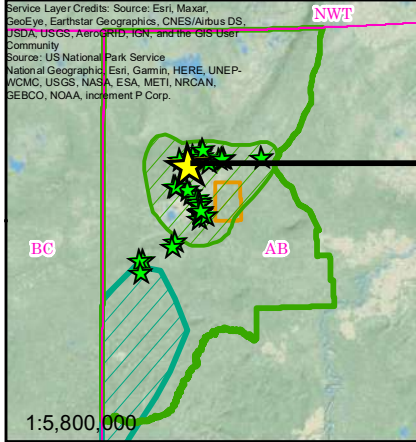 Service Layer Credits: Source: Esri, Maxar,
GeoEye, Earthstar Geographics, CNES/Airbus DS,
USDA, USGS, AeroGRID, IGN, and the GIS User
Community
Source: US National Park Service
National Geographic, Esri, Garmin, HERE, UNEP-
WCMC, USGS, NASA, ESA, METI, NRCAN,
GEBCO, NOAA, increment P Corp.
NWT
BC
AB
1:5,800,000